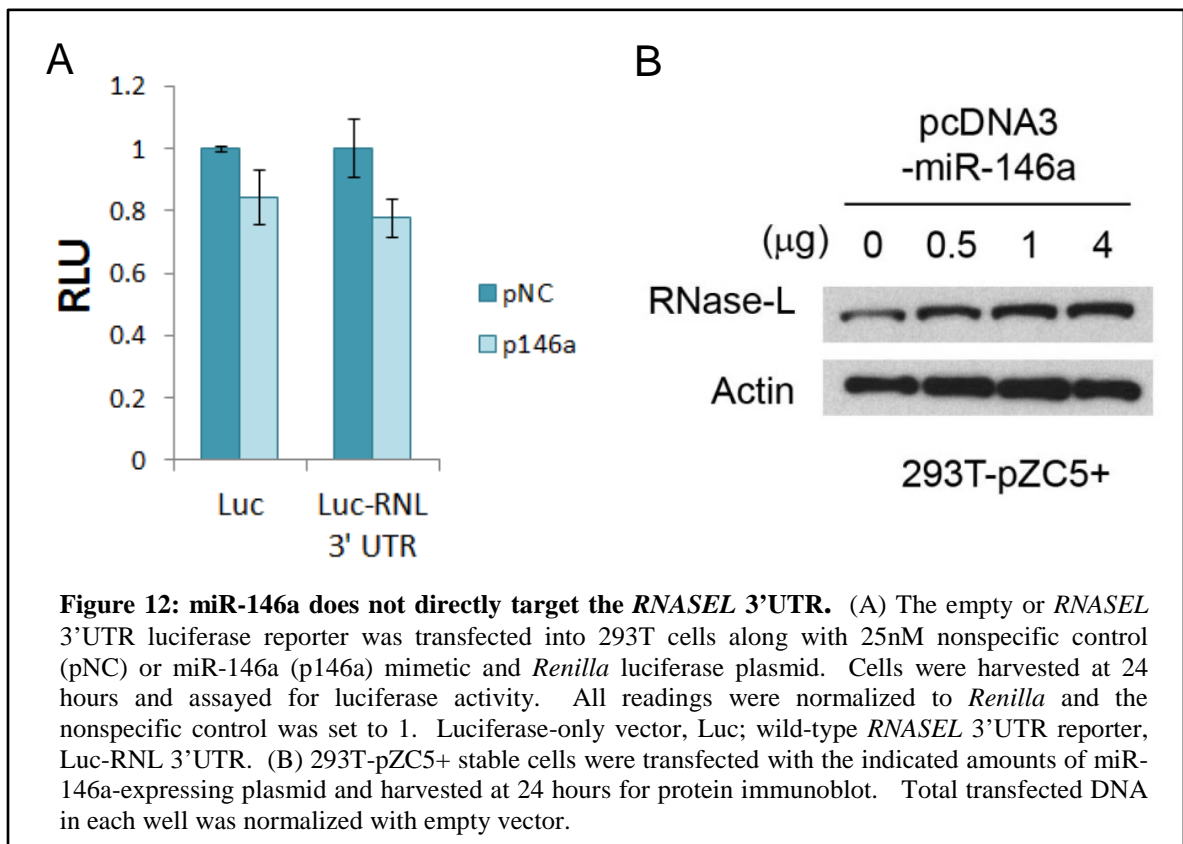 A
1.2
1
0.8
0.6
0.4
0.2
0
RLU
Luc
Luc-RNL
3' UTR
pNC
p146a
B
pcDNA3
-miR-146a
(μg) 0 0.5 1 4
RNase-L
Actin
293T-pZC5+
Figure 12: miR-146a does not directly target the RNASEL 3’UTR. (A) The empty or RNASEL
3’UTR luciferase reporter was transfected into 293T cells along with 25nM nonspecific control
(pNC) or miR-146a (p146a) mimetic and Renilla luciferase plasmid. Cells were harvested at 24
hours and assayed for luciferase activity. All readings were normalized to Renilla and the
nonspecific control was set to 1. Luciferase-only vector, Luc; wild-type RNASEL 3’UTR reporter,
Luc-RNL 3’UTR. (B) 293T-pZC5+ stable cells were transfected with the indicated amounts of miR-
146a-expressing plasmid and harvested at 24 hours for protein immunoblot. Total transfected DNA
in each well was normalized with empty vector.